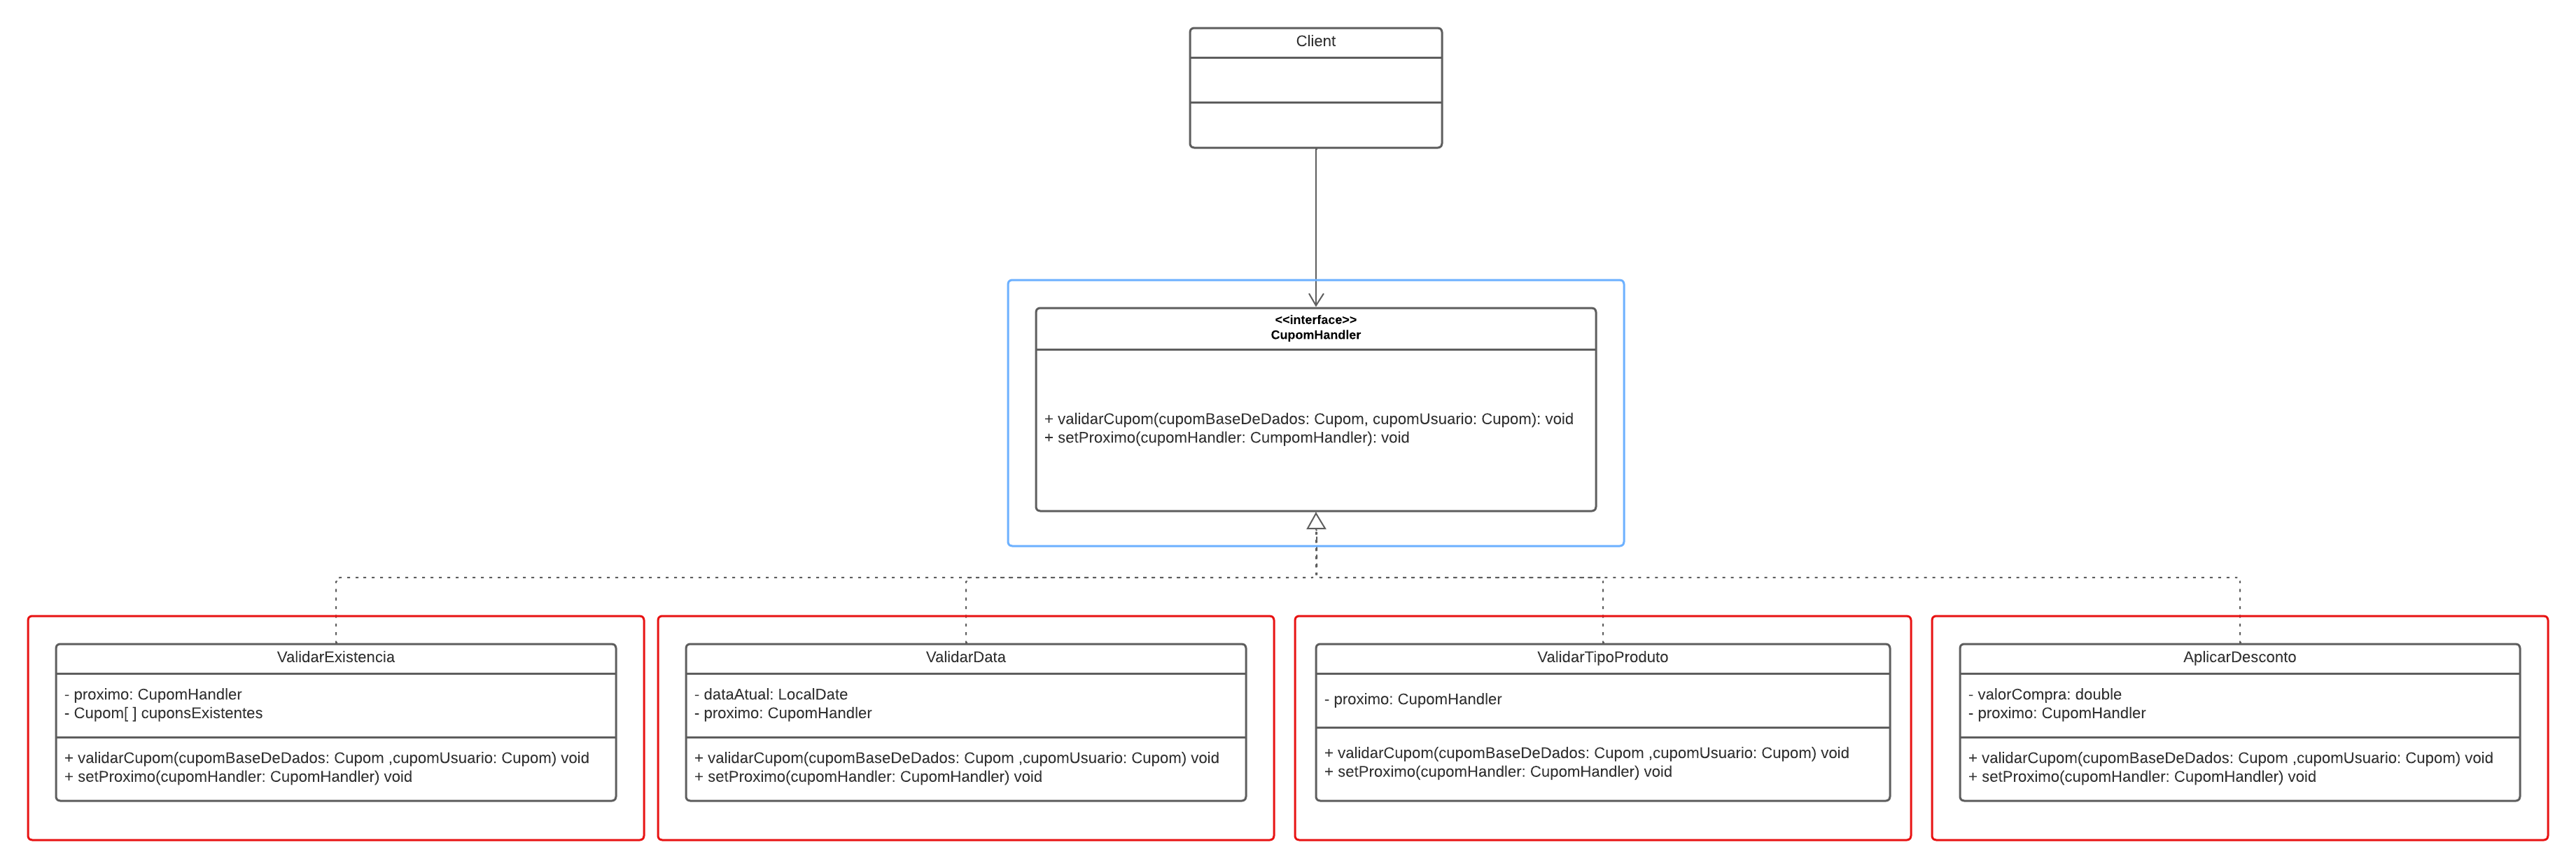 Client
<<interface>>
CupomHandler
+ validarCupom(cupomBaseDeDados: Cupom, cupomUsuario: Cupom): void
+ setProximo(cupomHandler: CumpomHandler): void
ValidarExistencia
- proximo: CupomHandler
- Cupom[ ] cuponsExistentes
+ validarCupom(cupomBaseDeDados: Cupom ,cupomUsuario: Cupom) void
+ setProximo(cupomHandler: CupomHandler) void
ValidarData
- dataAtual: LocalDate
- proximo: CupomHandler
+ validarCupom(cupomBaseDeDados: Cupom ,cupomUsuario: Cupom) void
+ setProximo(cupomHandler: CupomHandler) void
ValidarTipoProduto
- proximo: CupomHandler
+ validarCupom(cupomBaseDeDados: Cupom ,cupomUsuario: Cupom) void
+ setProximo(cupomHandler: CupomHandler) void
AplicarDesconto
- valorCompra: double
- proximo: CupomHandler
+ validarCupom(cupomBaseDeDados: Cupom ,cupomUsuario: Cupom) void
+ setProximo(cupomHandler: CupomHandler) void